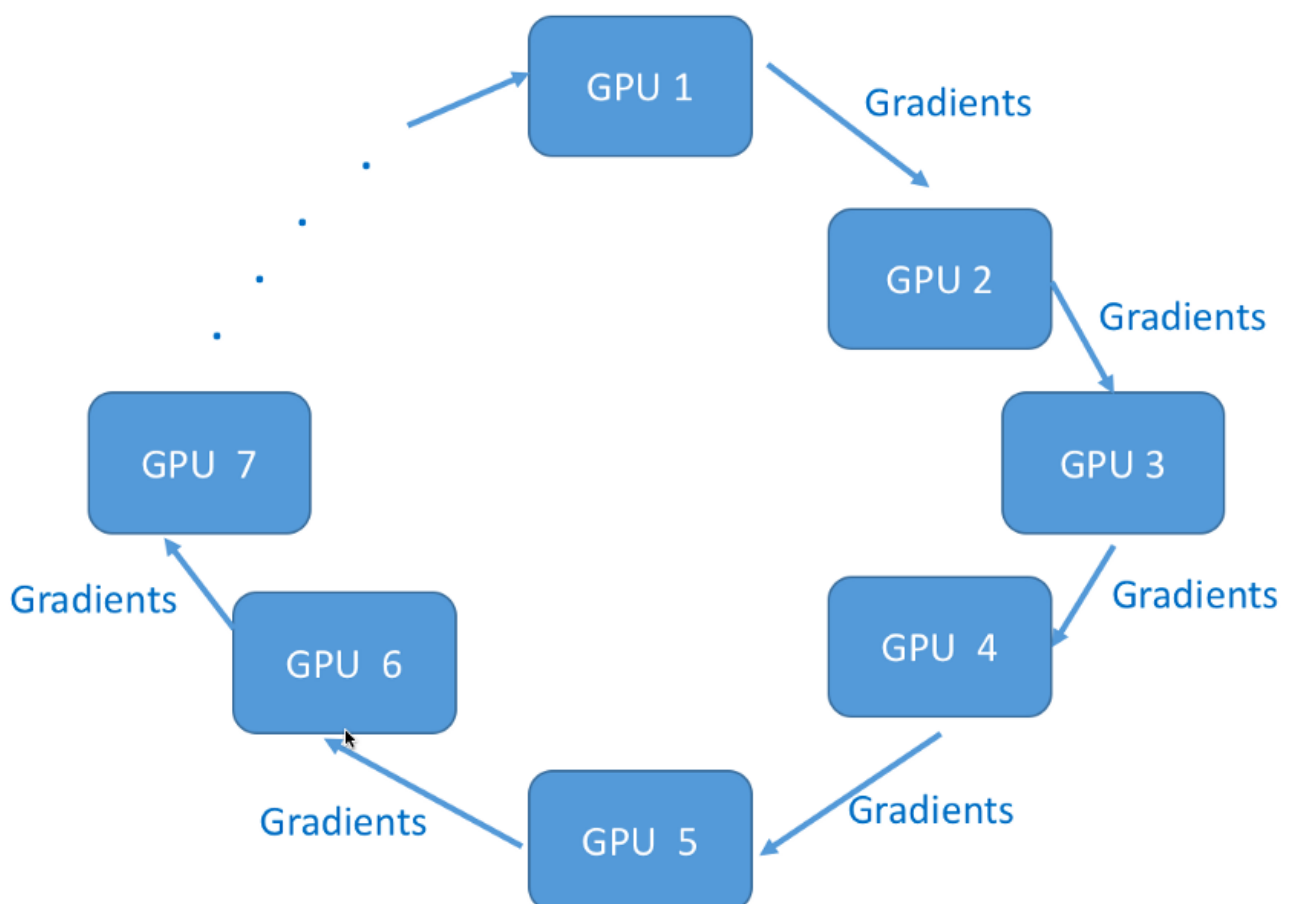 GPU 1
Gradients
GPU 2
Gradients
GPU 3
Gradients
GPU 4
Gradients
GPU 5
Gradients
GPU 6
Gradients
GPU 7